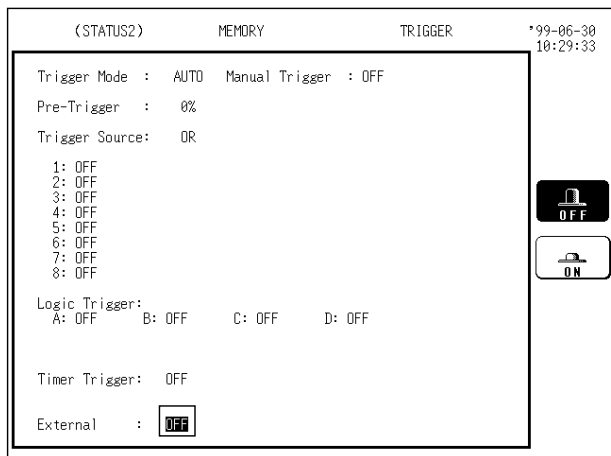 (STATUS2) MEMORY TRIGGER '99-06-30
10:29:33
Trigger Mode : AUTO Manual Trigger : OFF
Pre-Trigger : 0%
Trigger Source: OR
1: OFF
2: OFF
3: OFF
4: OFF
5: OFF
6: OFF
7: OFF
8: OFF
OFF
ON
Logic Trigger:
A: OFF B: OFF C: OFF D: OFF
Timer Trigger: OFF
External : OFF